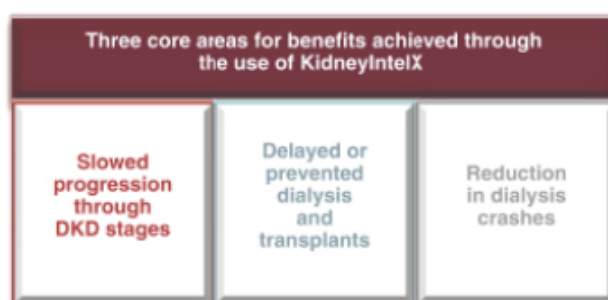 Three core areas for benefits achieved through
the use of KidneyIntelX
Slowed
progression
through
DKD stages
Delayed or
prevented
dialysis
and
transplants
Reduction
in dialysis
crashes